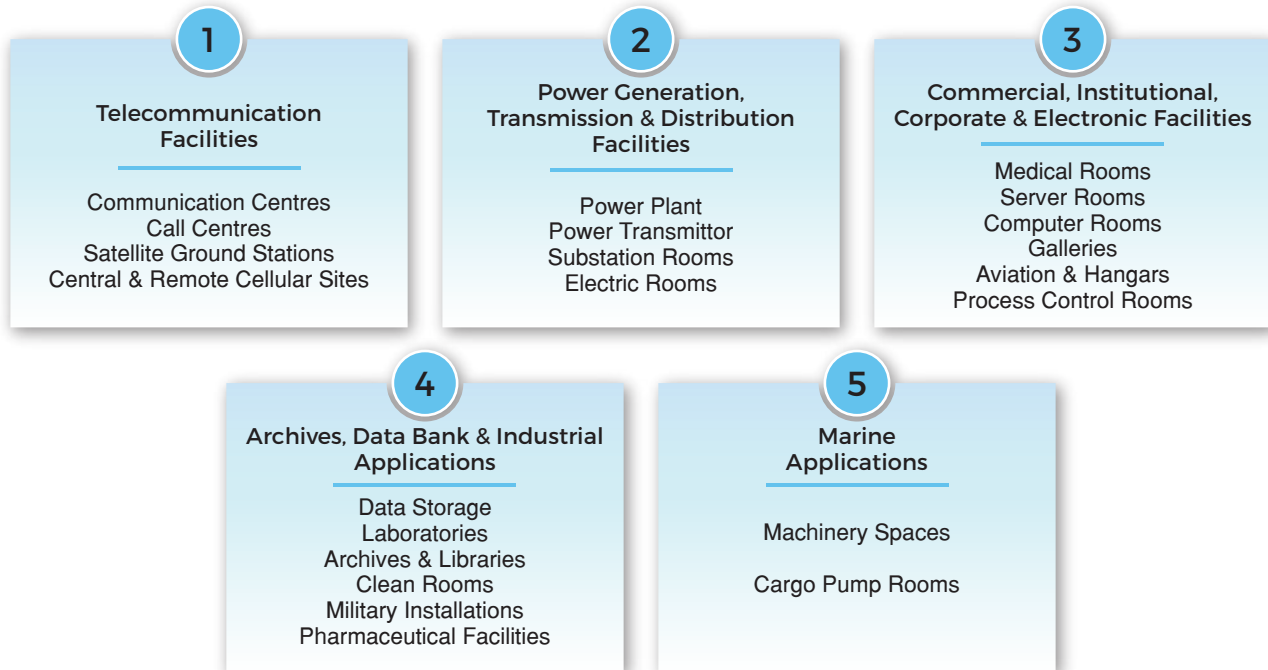 1
Telecommunication
Facilities
Communication Centres
Call Centres
Satellite Ground Stations
Central & Remote Cellular Sites
2
Power Generation,
Transmission & Distribution
Facilities
Power Plant
Power Transmittor
Substation Rooms
Electric Rooms
3
Commercial, Institutional,
Corporate & Electronic Facilities
Medical Rooms
Server Rooms
Computer Rooms
Galleries
Aviation & Hangars
Process Control Rooms
4
Archives, Data Bank & Industrial
Applications
Data Storage
Laboratories
Archives & Libraries
Clean Rooms
Military Installations
Pharmaceutical Facilities
5
Marine
Applications
Machinery Spaces
Cargo Pump Rooms